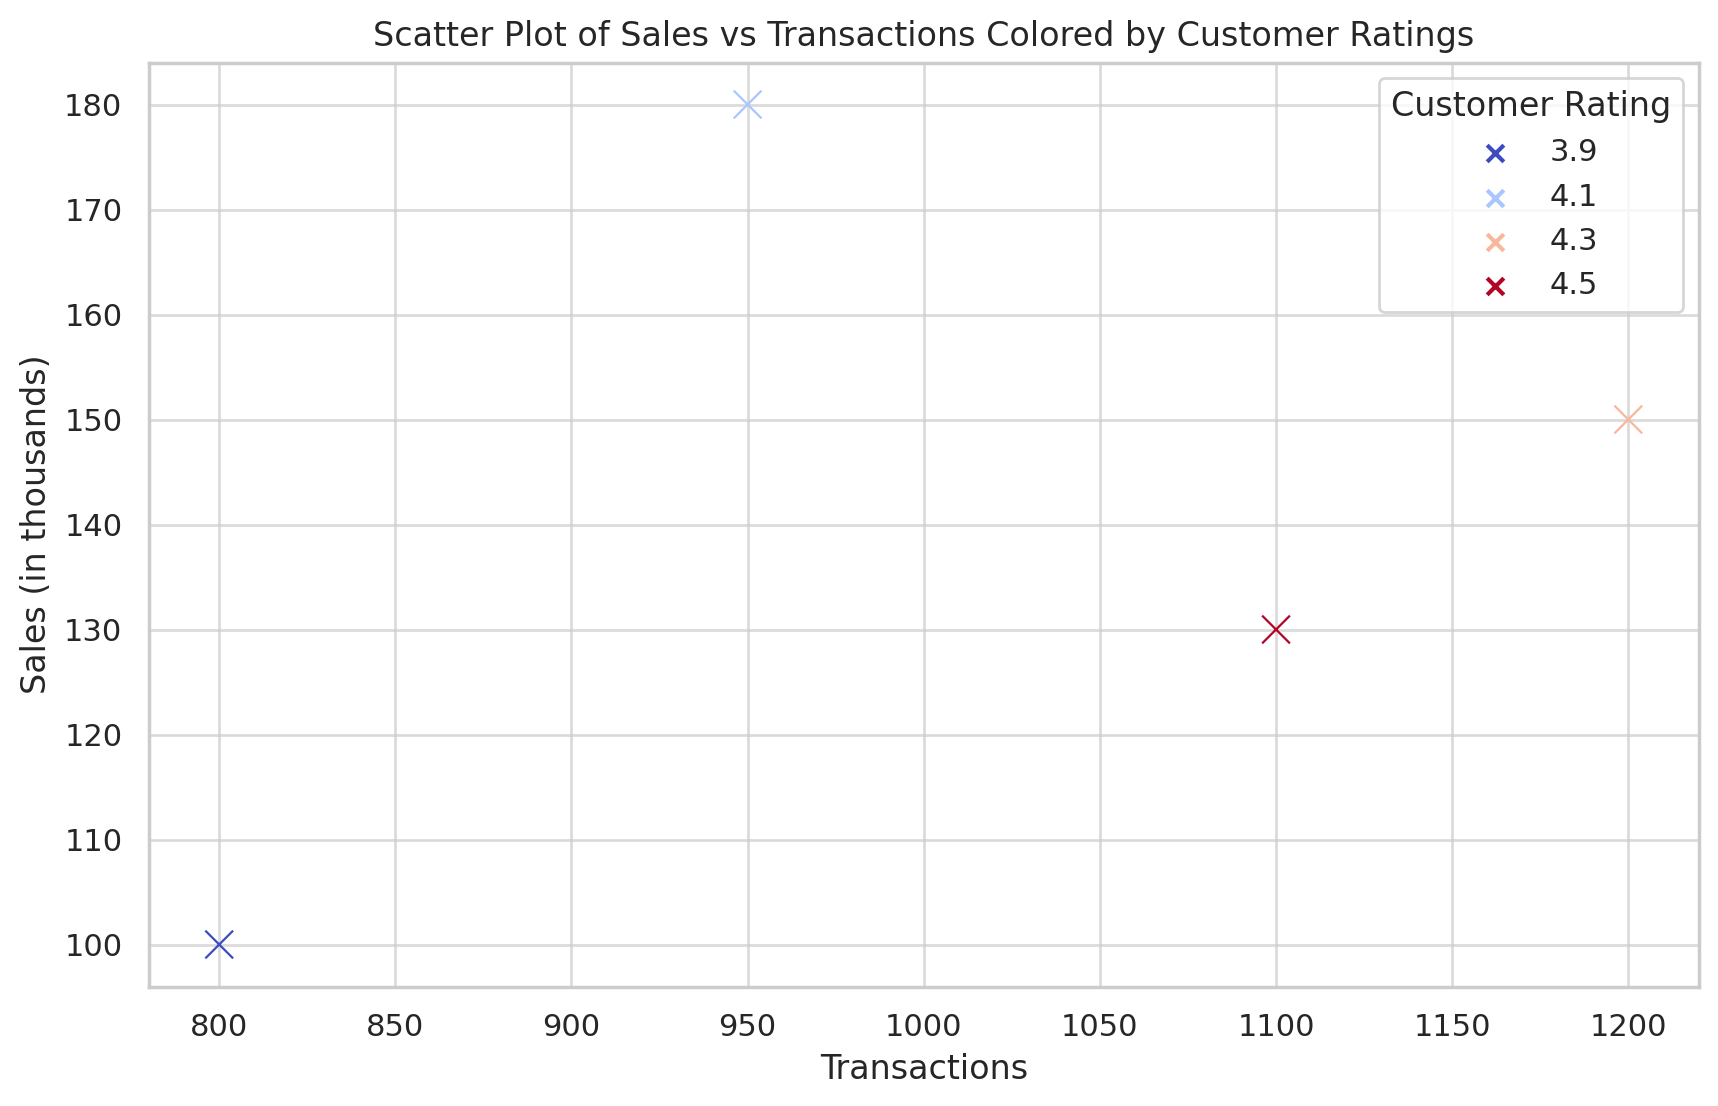 Scatter Plot of Sales vs Transactions Colored by Customer Ratings
Customer Rating
3.9
4.1
4.3
4.5
Sales (in thousands)
180
170
160
150
140
130
120
110
100
800 850 900 950 1000 1050 1100 1150 1200
Transactions